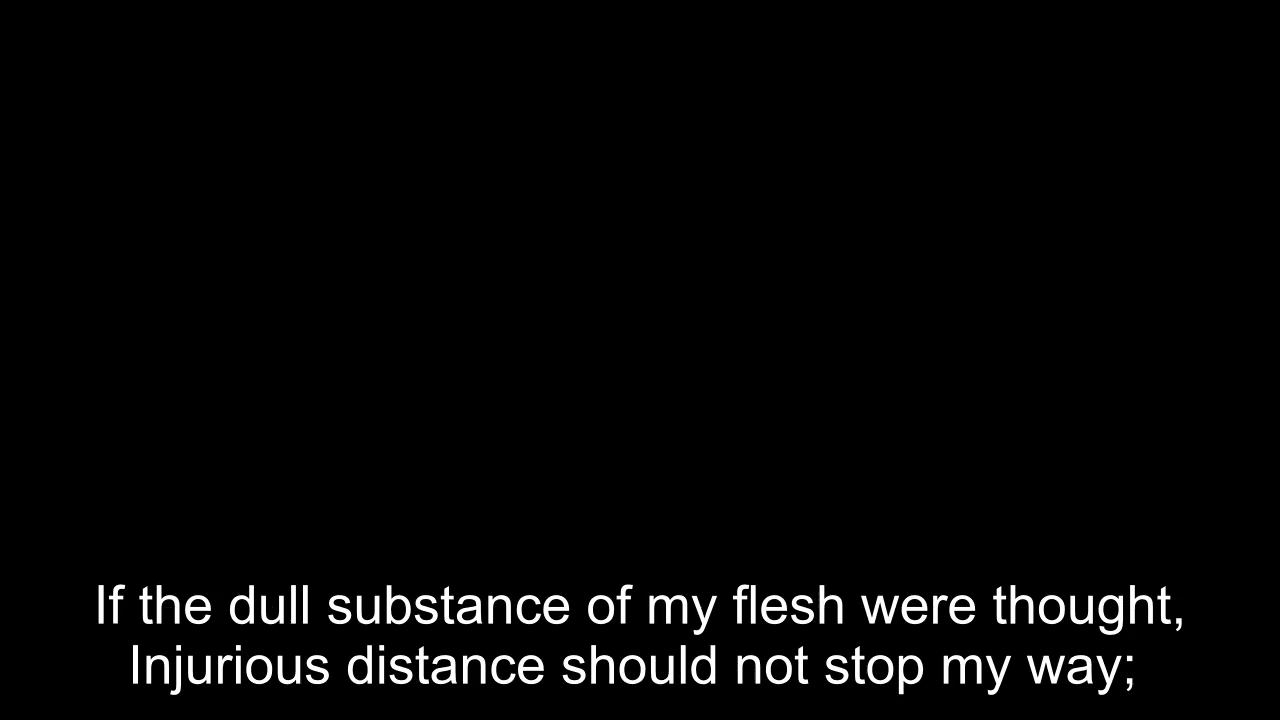 If the dull substance of my flesh were thought,
Injurious distance should not stop my way;